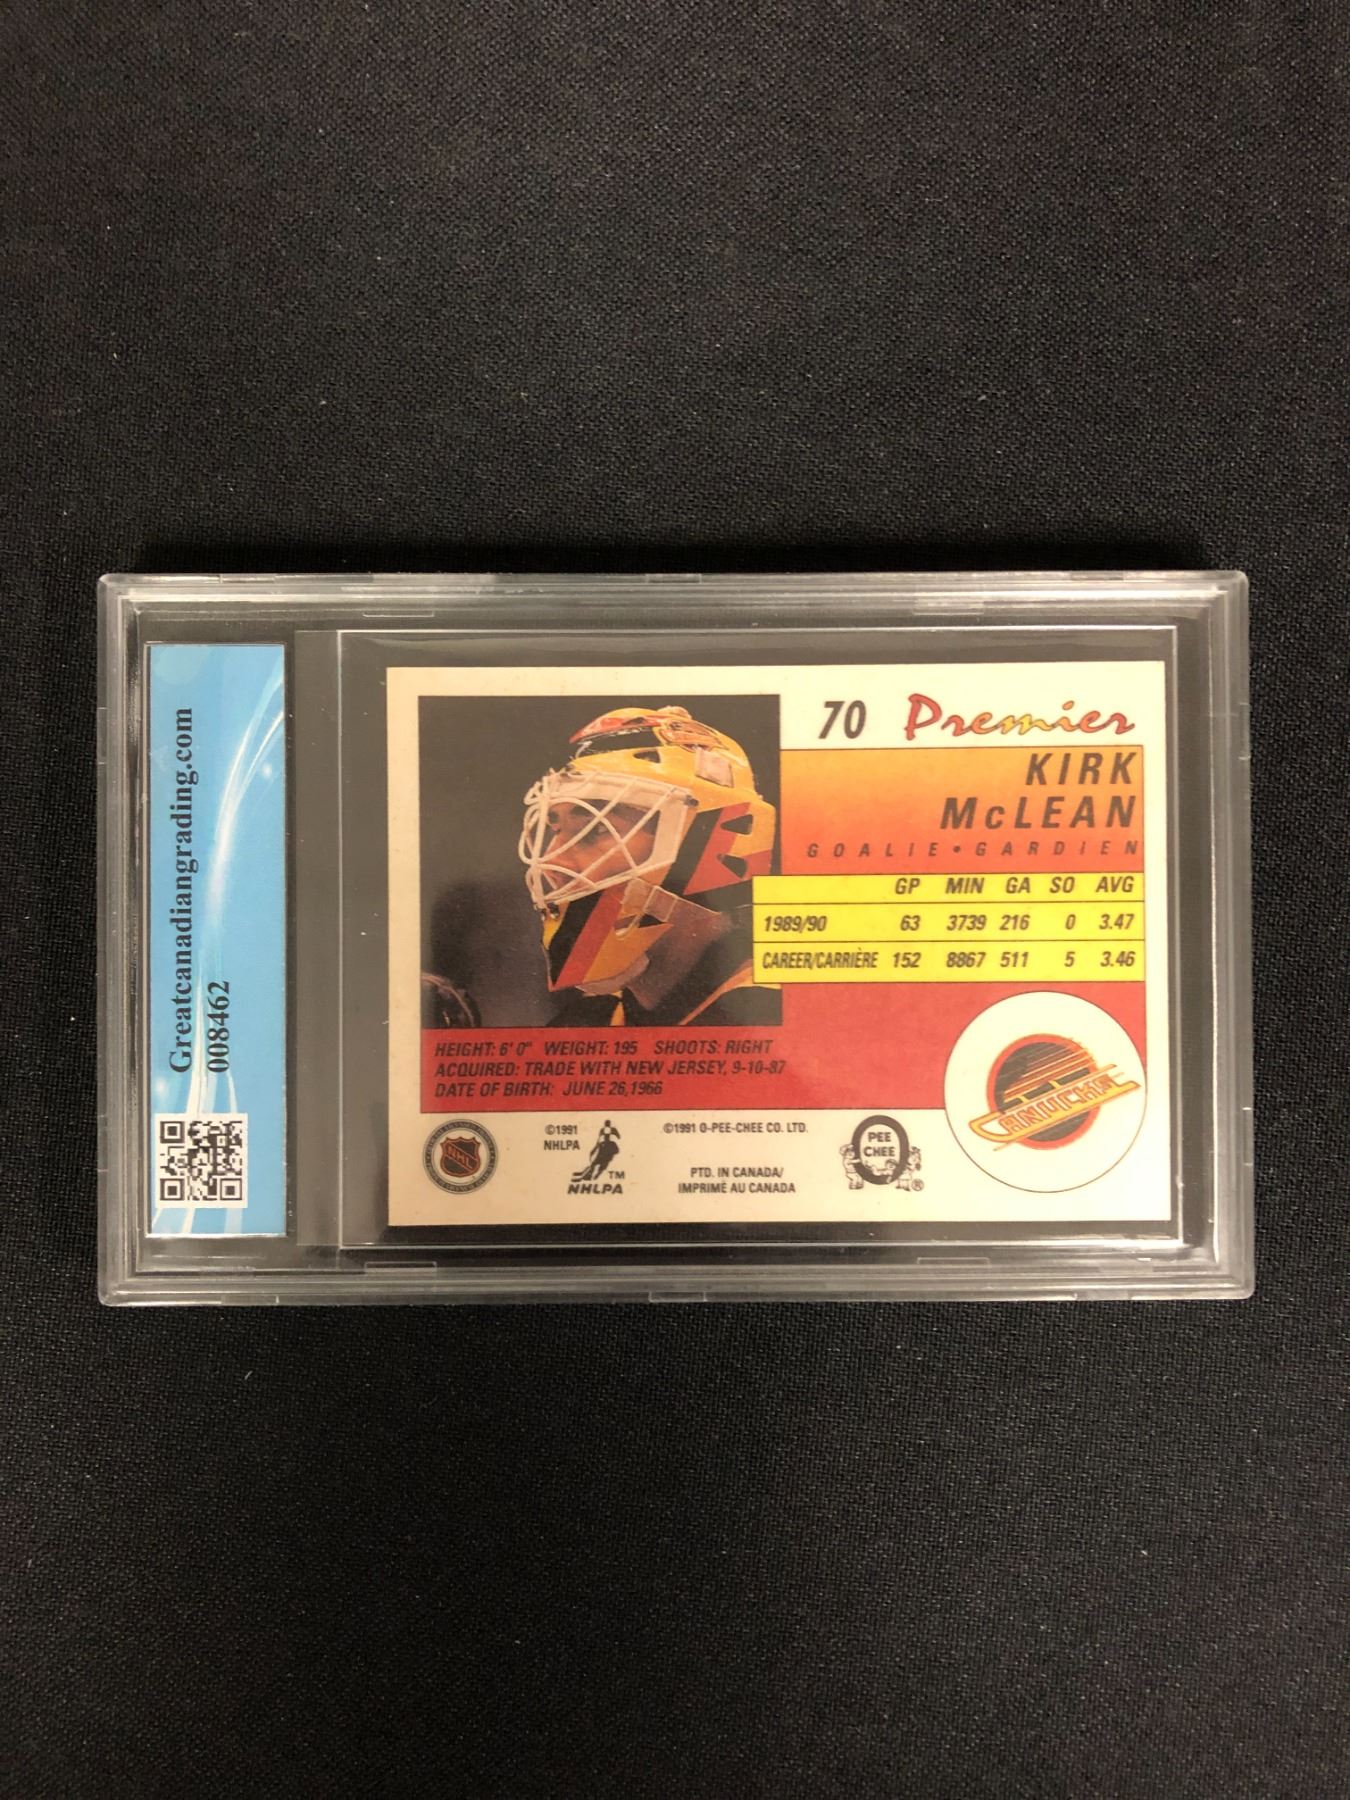 Greatcanadiangrading.com
008462
70 Premier
KIRK
McLEAN
GOALIE • GARDIEN
GP MIN GA SO AVG
1989/90 63 3739 216 0 3.47
CAREER/CARRIÈRE 152 8867 511 5 3.46
HEIGHT: 6' 0" WEIGHT: 195 SHOOTS: RIGHT
ACQUIRED: TRADE WITH NEW JERSEY, 9-10-87
DATE OF BIRTH: JUNE 26,1966
CANUCKS
NHL
©1991
NHLPA
TM
NHLPA
©1991 O-PEE-CHEE CO. LTD.
PTD. IN CANADA/
IMPRIMÉ AU CANADA
O
PEE
CHEE
®